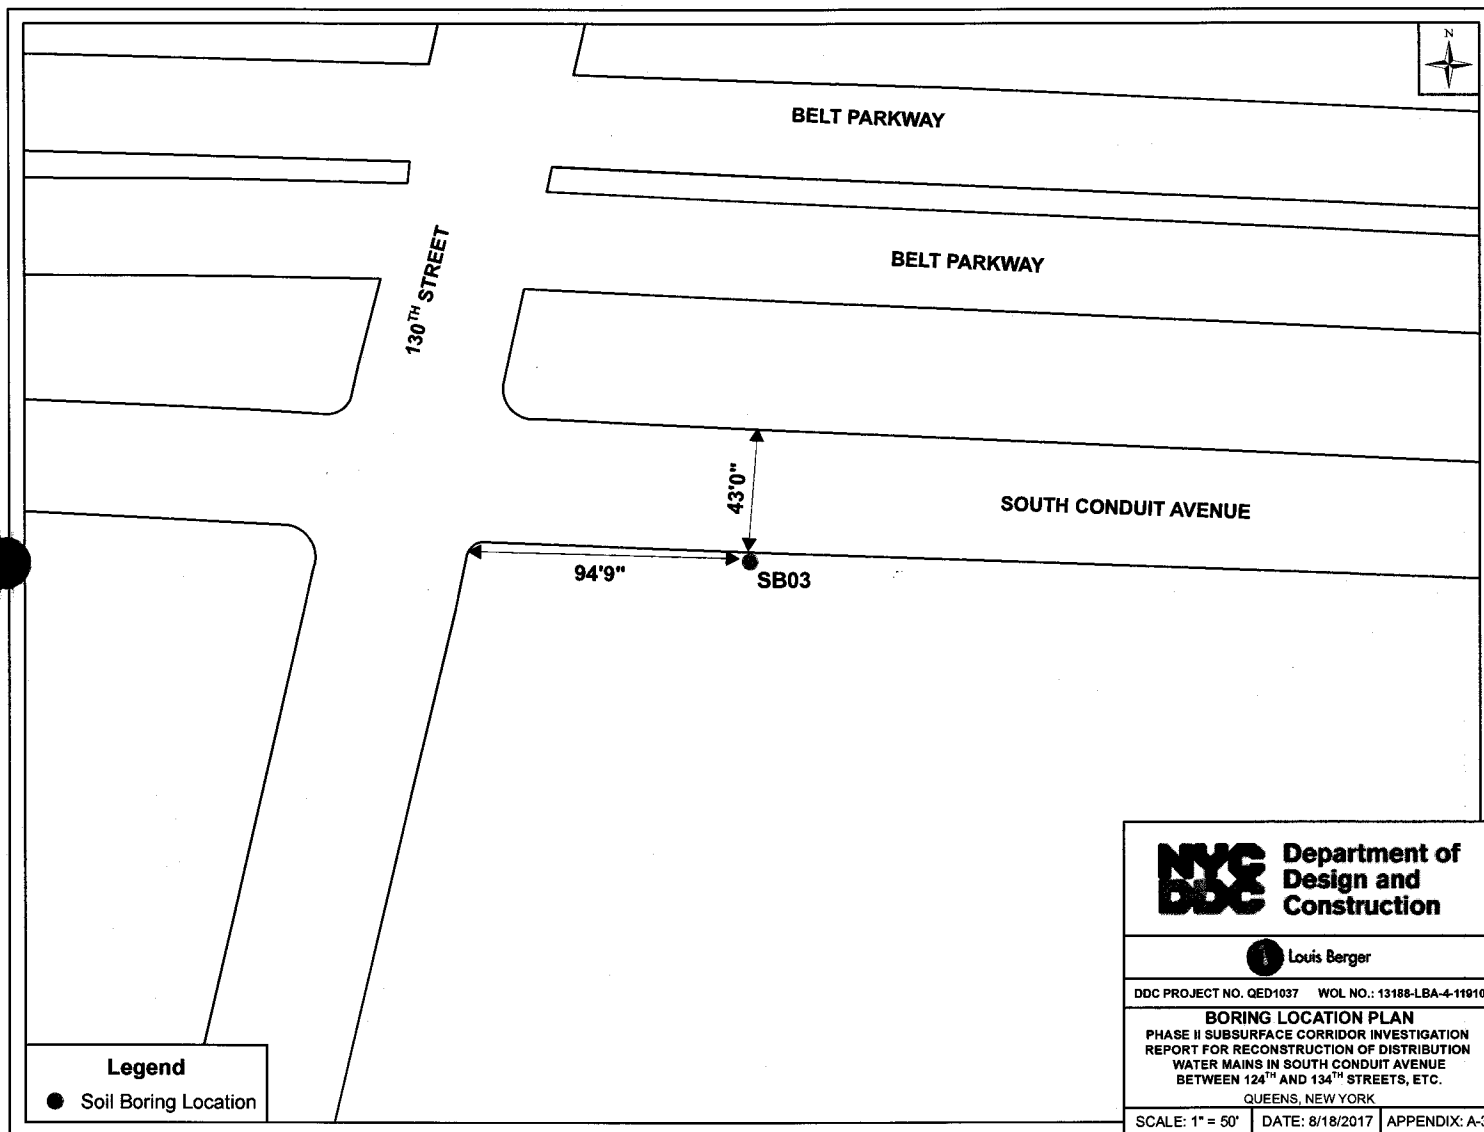 N
BELT PARKWAY
BELT PARKWAY
130TH STREET
43'0"
SOUTH CONDUIT AVENUE
94'9"
SB03
NYC
DDC
Department of
Design and
Construction
Louis Berger
DDC PROJECT NO. QED1037 WOL NO.: 13188-LBA-4-11910
BORING LOCATION PLAN
PHASE II SUBSURFACE CORRIDOR INVESTIGATION
REPORT FOR RECONSTRUCTION OF DISTRIBUTION
WATER MAINS IN SOUTH CONDUIT AVENUE
BETWEEN 124TH AND 134TH STREETS, ETC.
QUEENS, NEW YORK
SCALE: 1" = 50' DATE: 8/18/2017 APPENDIX: A-3
Legend
Soil Boring Location